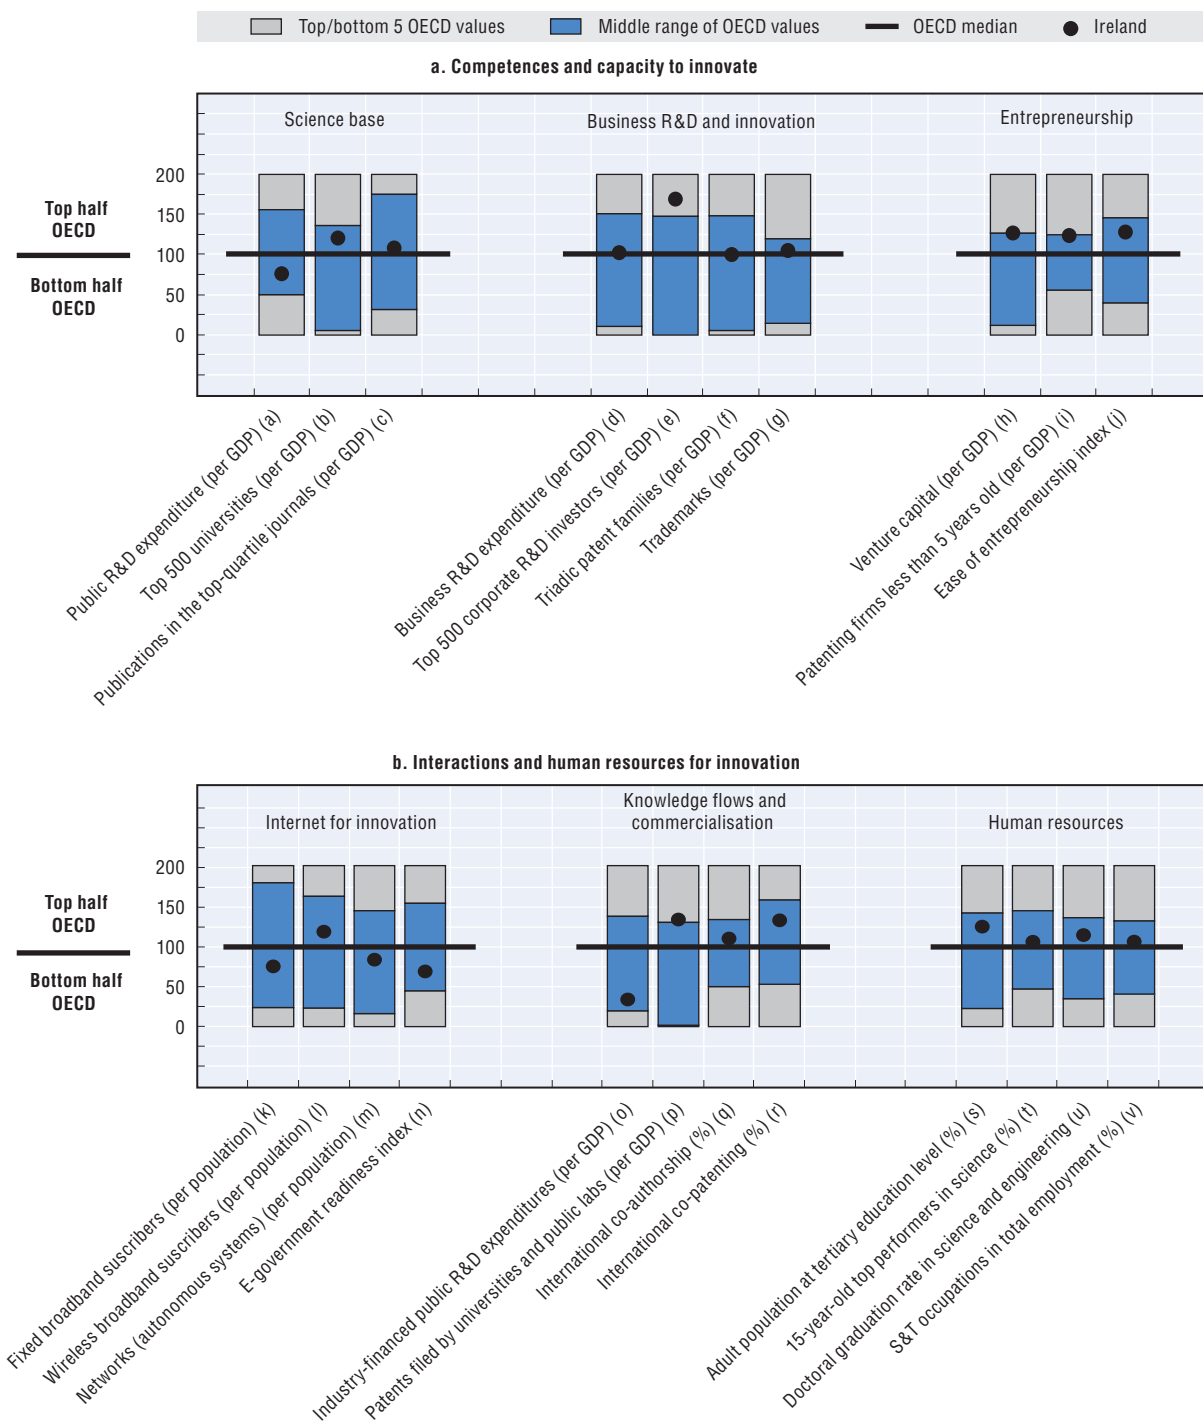 Top/bottom 5 OECD values Middle range of OECD values OECD median Ireland
a. Competences and capacity to innovate
Science base
Business R&D and innovation
Entrepreneurship
200
150
100
50
0
Top half
OECD
Bottom half
OECD
Public R&D expenditure (per GDP) (a)
Top 500 universities (per GDP) (b)
Publications in the top-quartile journals (per GDP) (c)
Business R&D expenditure (per GDP) (d)
Top 500 corporate R&D investors (per GDP) (e)
Triadic patent families (per GDP) (f)
Trademarks (per GDP) (g)
Venture capital (per GDP) (h)
Patenting firms less than 5 years old (per GDP) (i)
Ease of entrepreneurship index (j)
b. Interactions and human resources for innovation
Internet for innovation
Knowledge flows and
commercialisation
Human resources
200
150
100
50
0
Top half
OECD
Bottom half
OECD
Fixed broadband suscribers (per population) (k)
Wireless broadband suscribers (per population) (l)
Networks (autonomous systems) (per population) (m)
E-government readiness index (n)
Industry-financed public R&D expenditures (per GDP) (o)
Patents filed by universities and public labs (per GDP) (p)
International co-authorship (%) (q)
International co-patenting (%) (r)
Adult population at tertiary education level (%) (s)
15-year-old top performers in science (%) (t)
Doctoral graduation rate in science and engineering (u)
S&T occupations in total employment (%) (v)